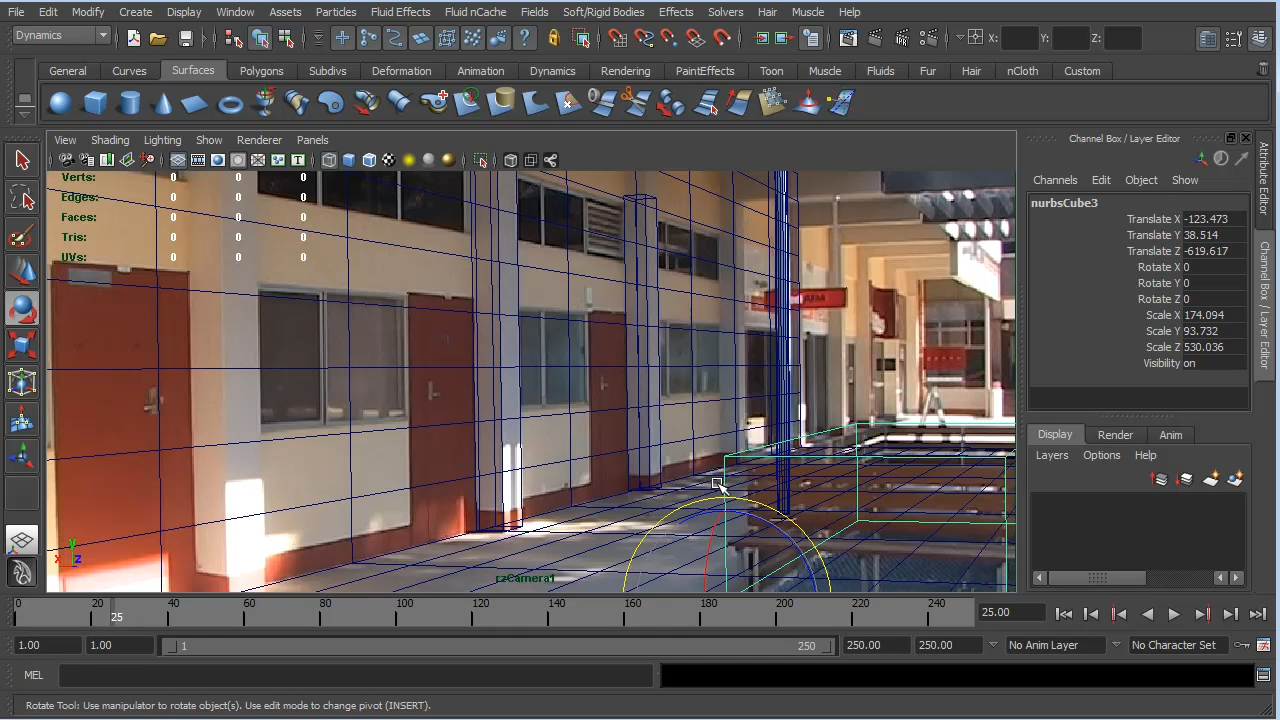 File Edit Modify Create Display Window Assets Particles Fluid Effects Fluid nCache Fields Soft/Rigid Bodies Effects Solvers Hair Muscle Help
Dynamics X: Y: Z:
General Curves Surfaces Polygons Subdivs Deformation Animation Dynamics Rendering PaintEffects Toon Muscle Fluids Fur Hair nCloth Custom
View Shading Lighting Show Renderer Panels
Verts: 0 0 0
Edges: 0 0 0
Faces: 0 0 0
Tris: 0 0 0
UVs: 0 0 0
rzCamera1
y
x z
Channel Box / Layer Editor
Channels Edit Object Show
nurbsCube3
Translate X -123.473
Translate Y 38.514
Translate Z -619.617
Rotate X 0
Rotate Y 0
Rotate Z 0
Scale X 174.094
Scale Y 93.732
Scale Z 530.036
Visibility on
Display Render Anim
Layers Options Help
Attribute Editor
Channel Box / Layer Editor
0 20 40 60 80 100 120 140 160 180 200 220 240
25
25.00
1.00 1.00 1 250 250.00 250.00 No Anim Layer No Character Set
MEL
Rotate Tool: Use manipulator to rotate object(s). Use edit mode to change pivot (INSERT).